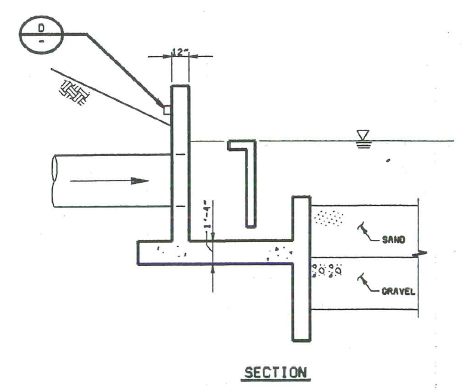 D
-
12"
1'-4"
SAND
GRAVEL
SECTION